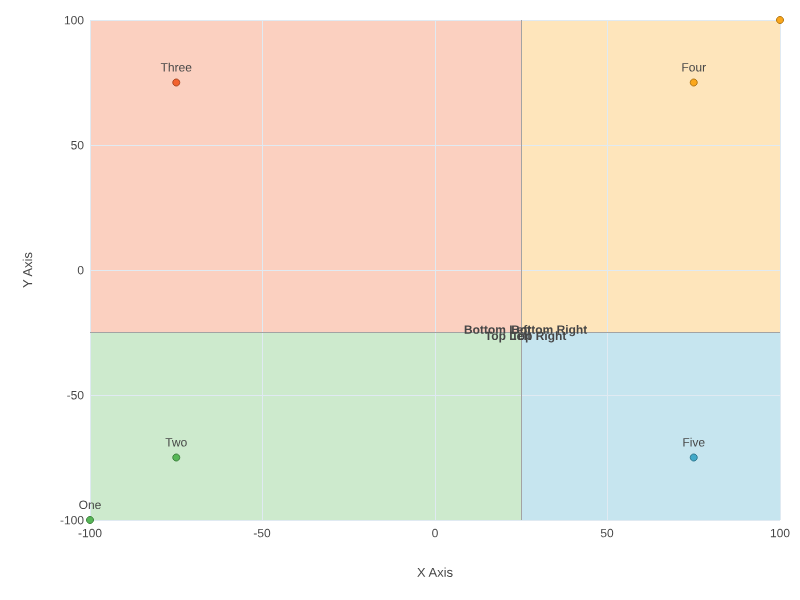 100
Three
Four
50
Y Axis
0
Bottom Left
Bottom Right
Top Left
Top Right
-50
Two
Five
One
-100
-100
-50
0
50
100
X Axis